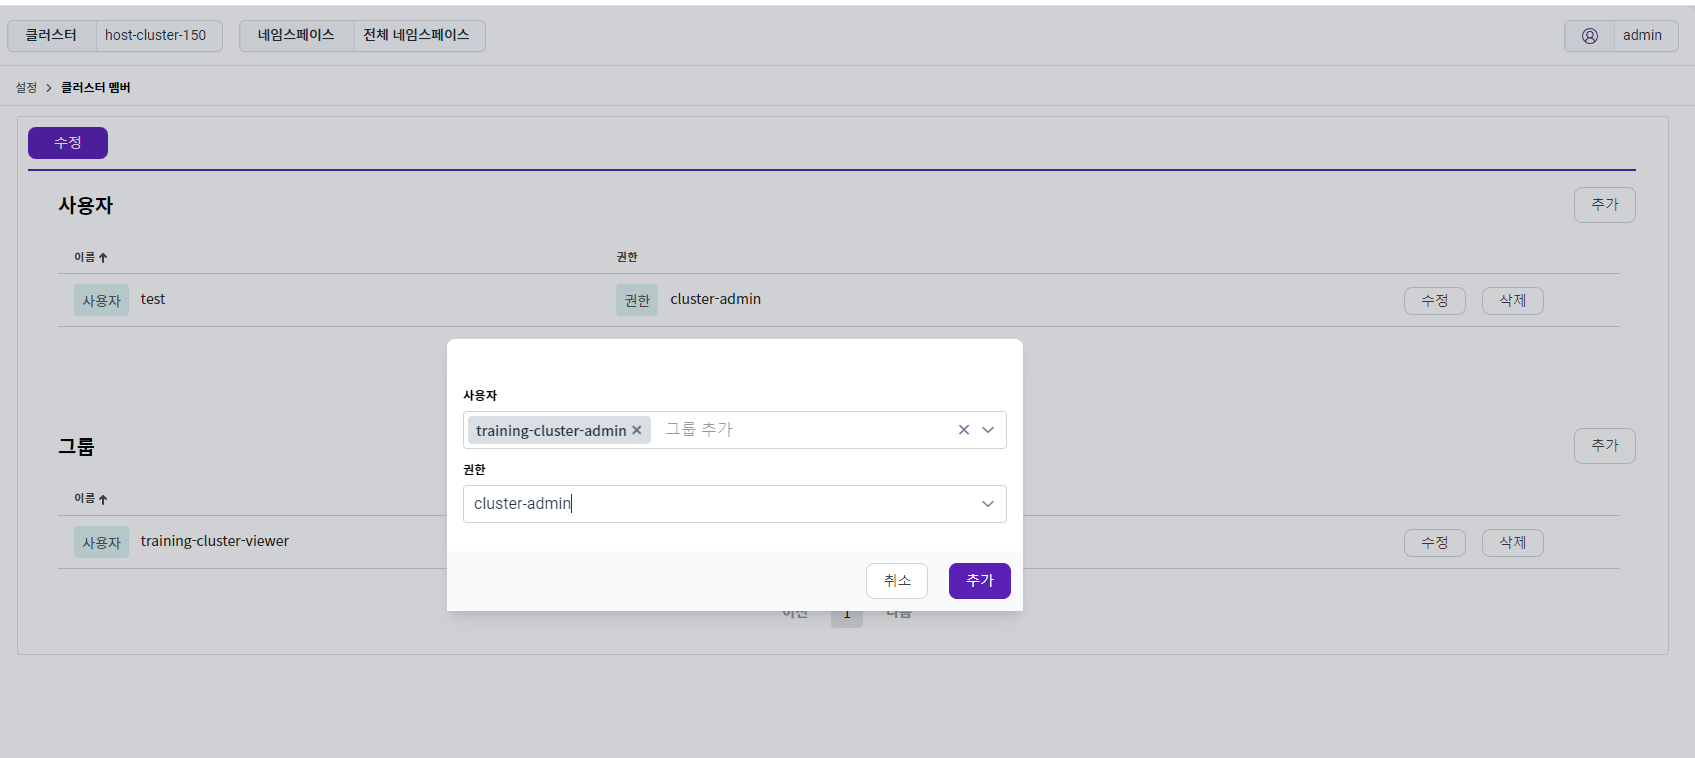 클러스터 host-cluster-150 네임스페이스 전체 네임스페이스 admin
설정 > 클러스터 멤버
수정
사용자 추가
이름 권한
사용자 test 권한 cluster-admin 수정 삭제
사용자
training-cluster-admin 그룹 추가
권한
cluster-admin
취소 추가
그룹 추가
이름
사용자 training-cluster-viewer 수정 삭제
이전 1 다음